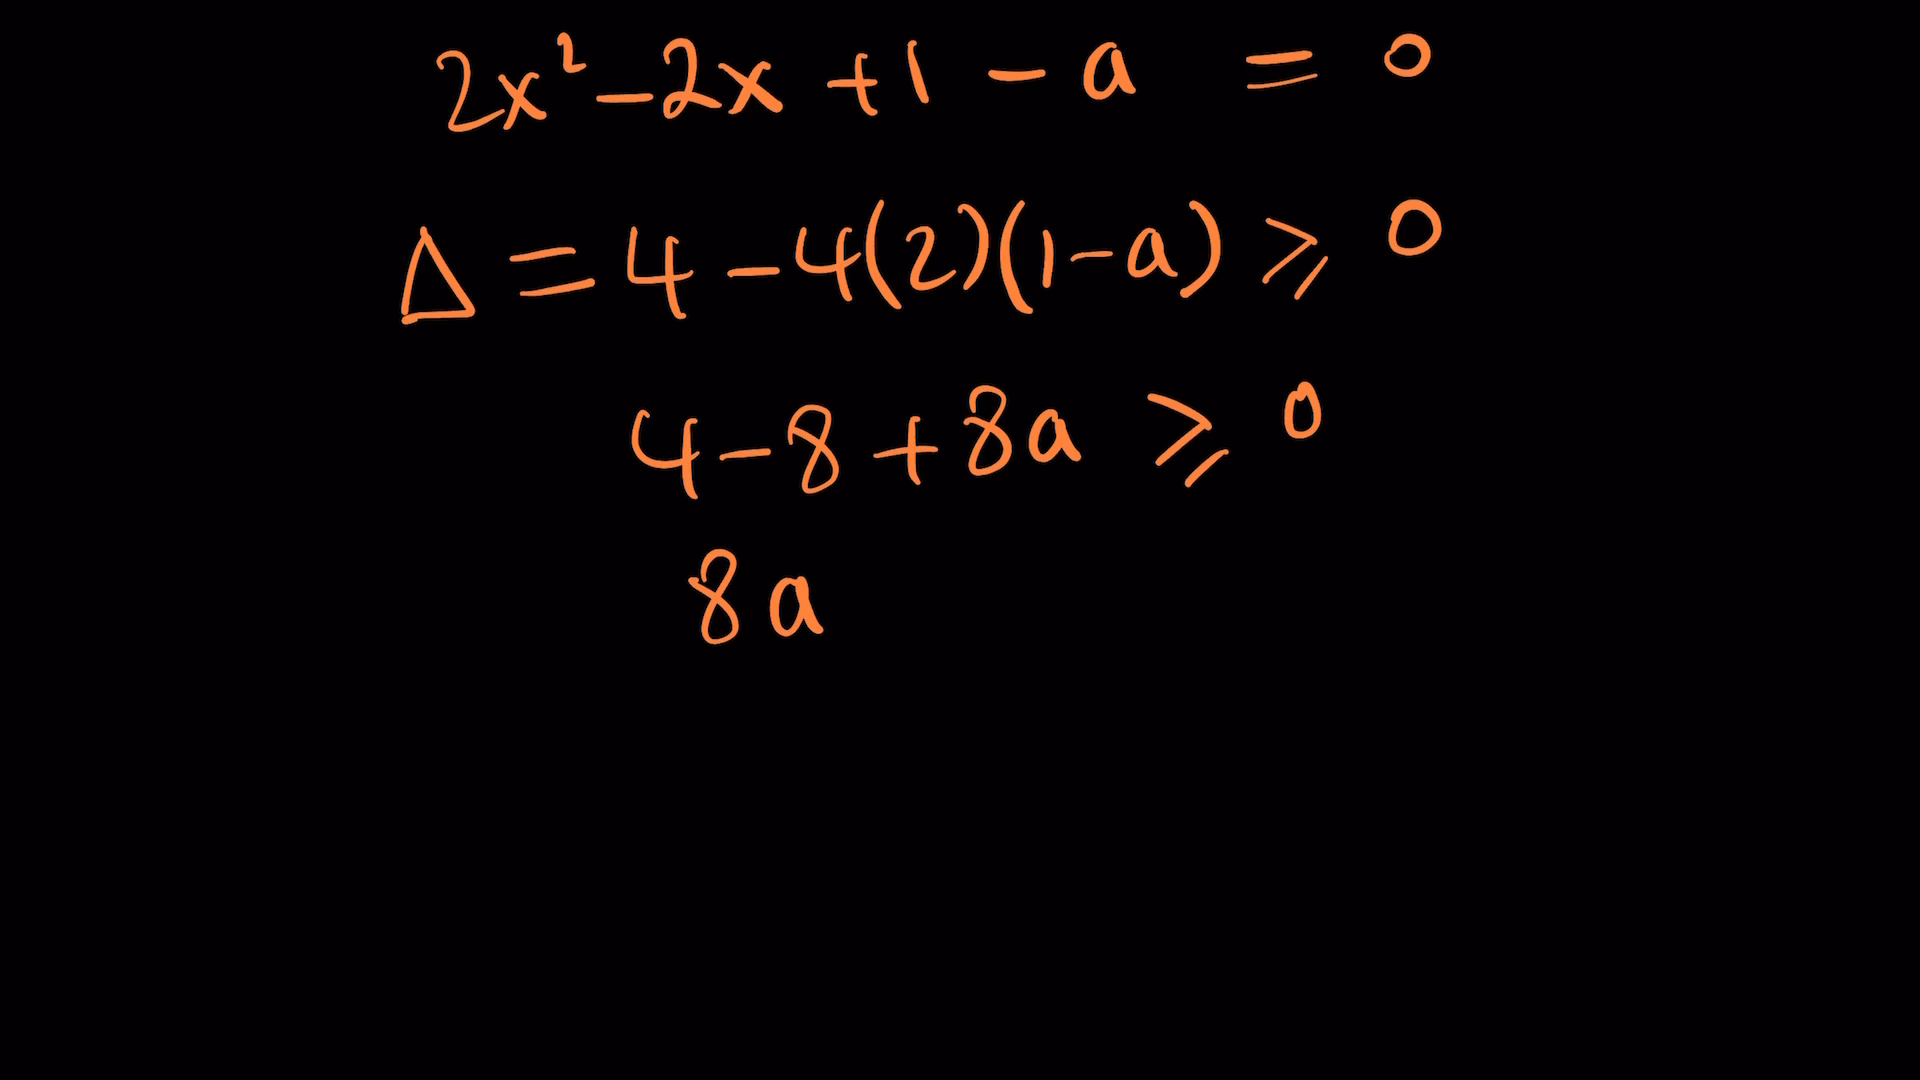 2x² - 2x + 1 - a = 0
Δ = 4 - 4(2)(1-a) ⩾ 0
4 - 8 + 8a ⩾ 0
8a